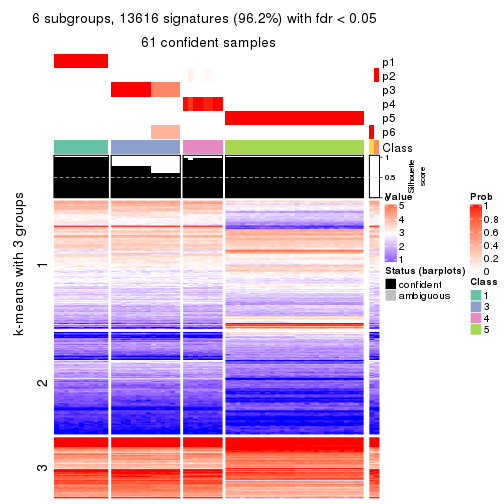 6 subgroups, 13616 signatures (96.2%) with fdr < 0.05
61 confident samples
p1
p2
p3
p4
p5
p6
Class
1
0.5
0
Silhouette
score
k-means with 3 groups
1
2
3
Value
5
4
3
2
1
Status (barplots)
confident
ambiguous
Prob
1
0.8
0.6
0.4
0.2
0
Class
1
3
4
5